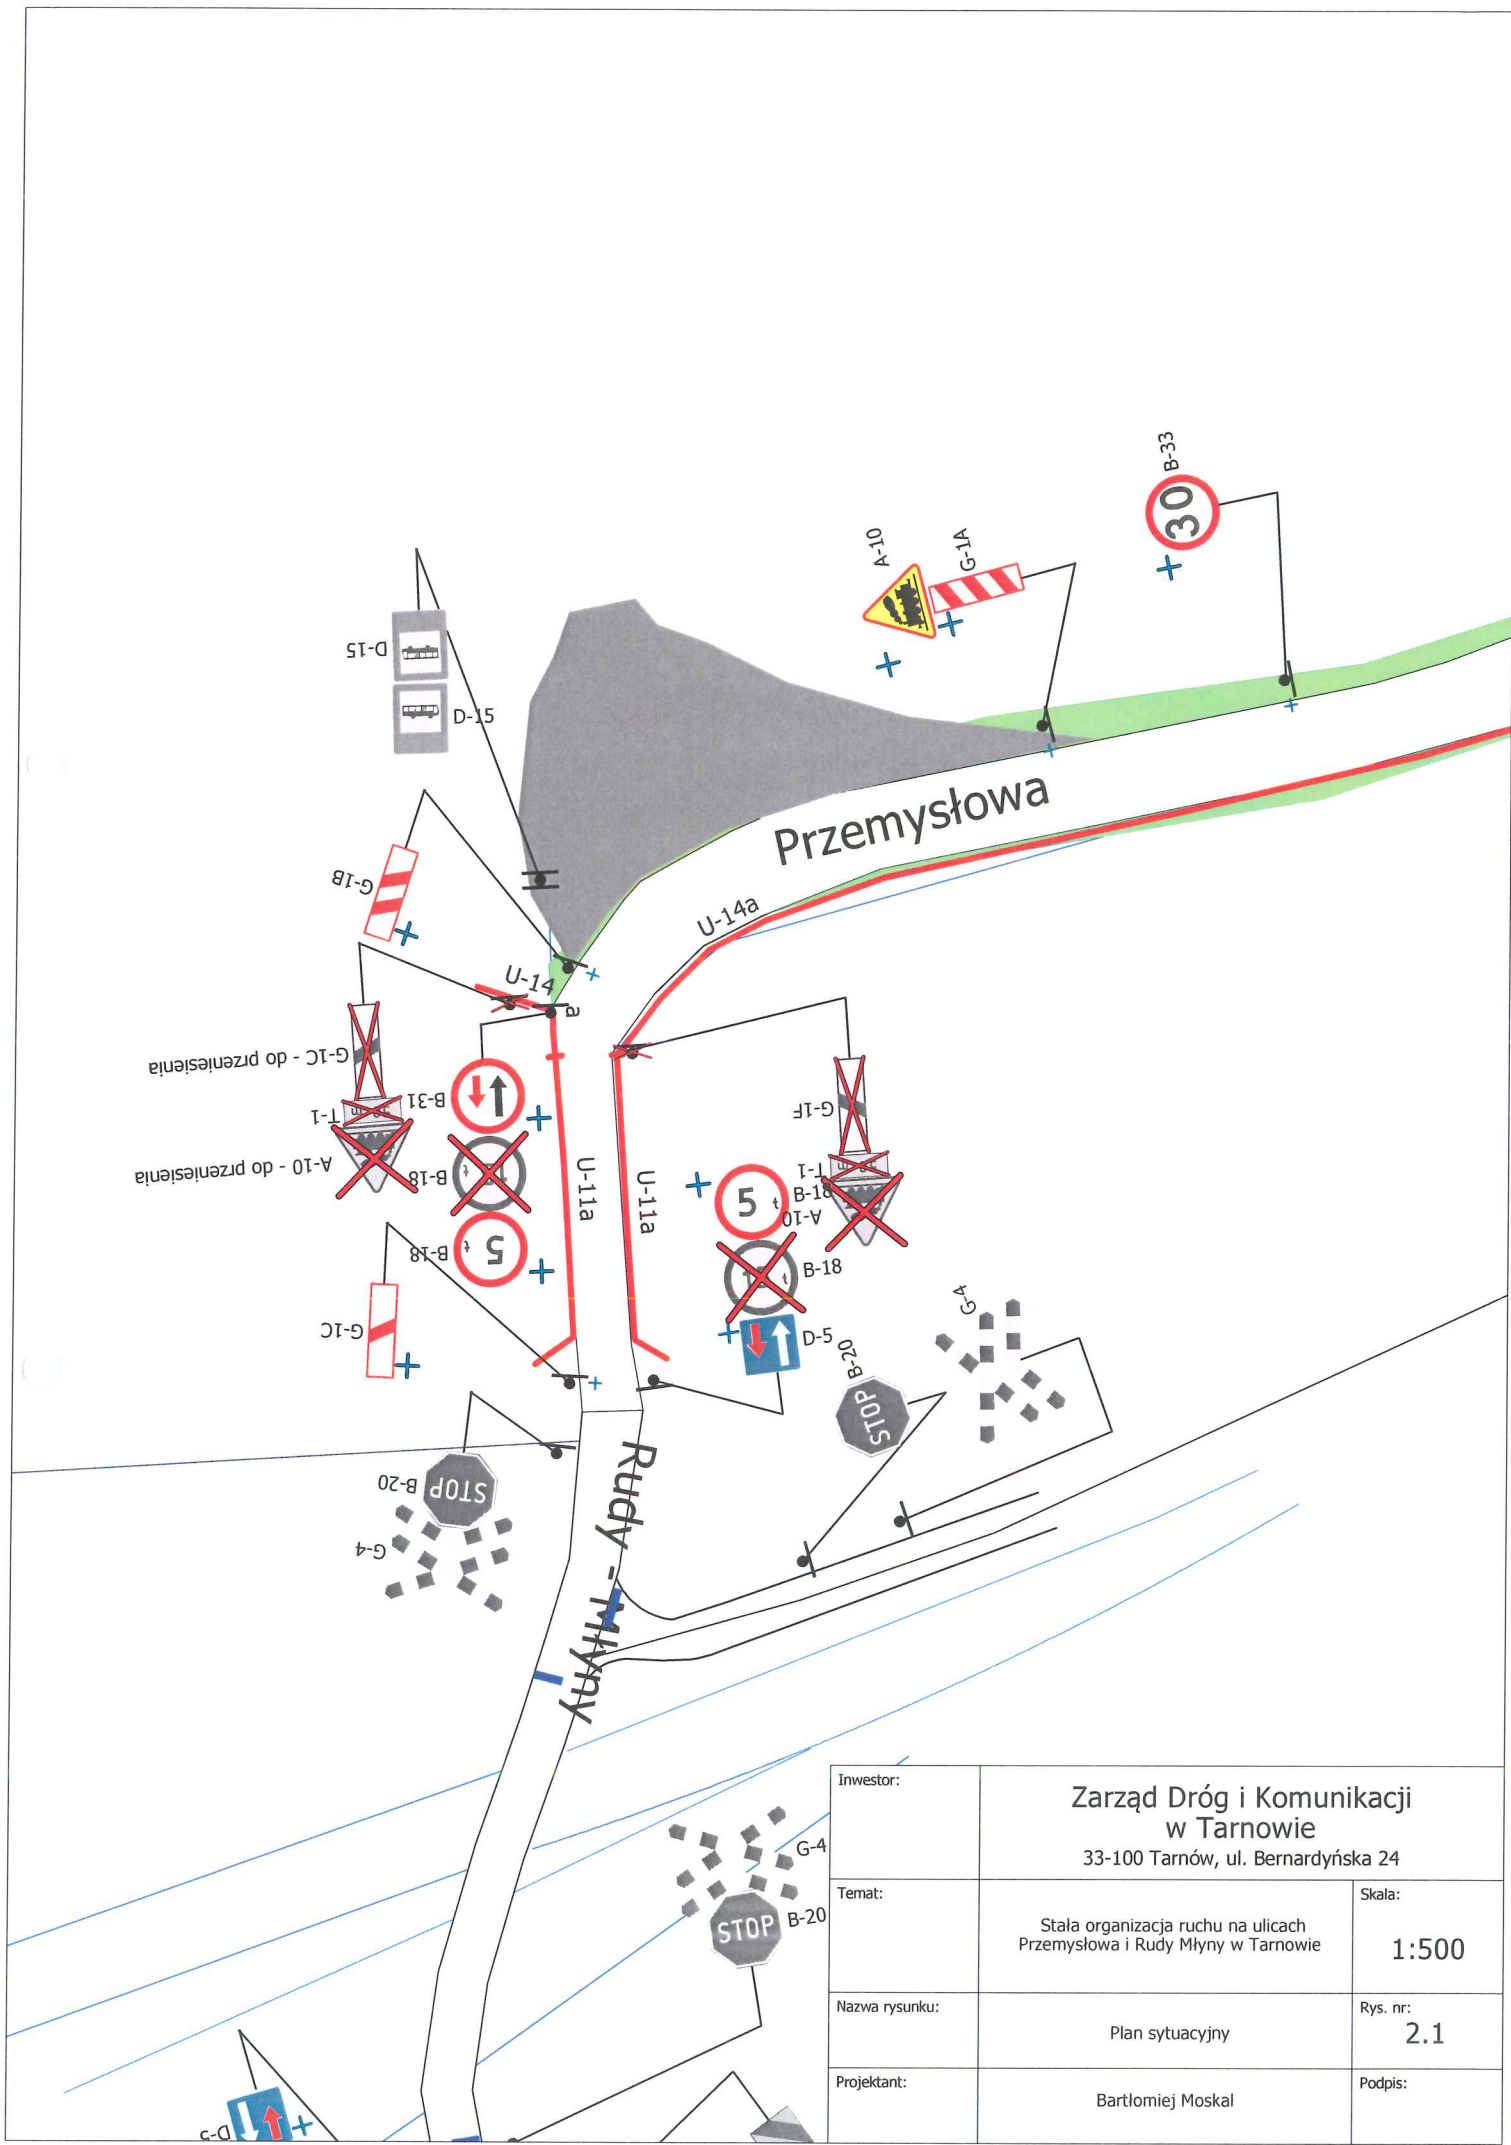 B-33
30
A-10
G-1A
D-15
D-15
Przemysłowa
G-1B
U-14a
U-14
a
G-1C - do przeniesienia
T-1
A-10 - do przeniesienia
B-31
B-18
B-18
5 t
U-11a
U-11a
G-1F
T-1
A-10
5 t
B-18
B-18
D-5
G-1C
G-4
B-20
STOP
B-20
STOP
G-4
Rudy - Młyny
G-4
B-20
STOP
D-5
Inwestor:
Zarząd Dróg i Komunikacji
w Tarnowie
33-100 Tarnów, ul. Bernardyńska 24
Temat:
Stała organizacja ruchu na ulicach
Przemysłowa i Rudy Młyny w Tarnowie
Skala:
1:500
Nazwa rysunku:
Plan sytuacyjny
Rys. nr:
2.1
Projektant:
Bartłomiej Moskal
Podpis: